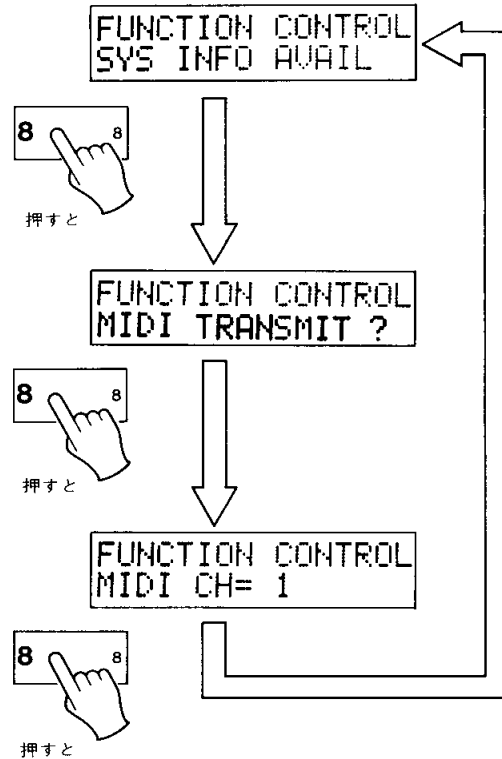 FUNCTION CONTROL
SYS INFO AVAIL
8 8
押すと
FUNCTION CONTROL
MIDI TRANSMIT ?
8 8
押すと
FUNCTION CONTROL
MIDI CH= 1
8 8
押すと